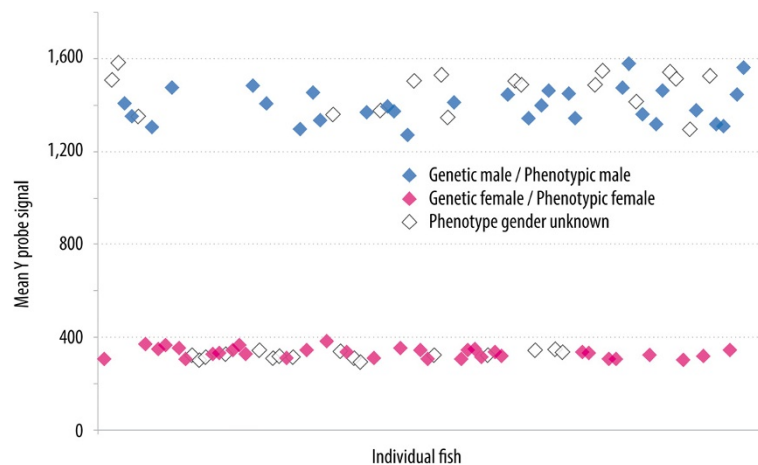 1,600
1,200
800
400
0
Mean Y probe signal
Genetic male / Phenotypic male
Genetic female / Phenotypic female
Phenotype gender unknown
Individual fish